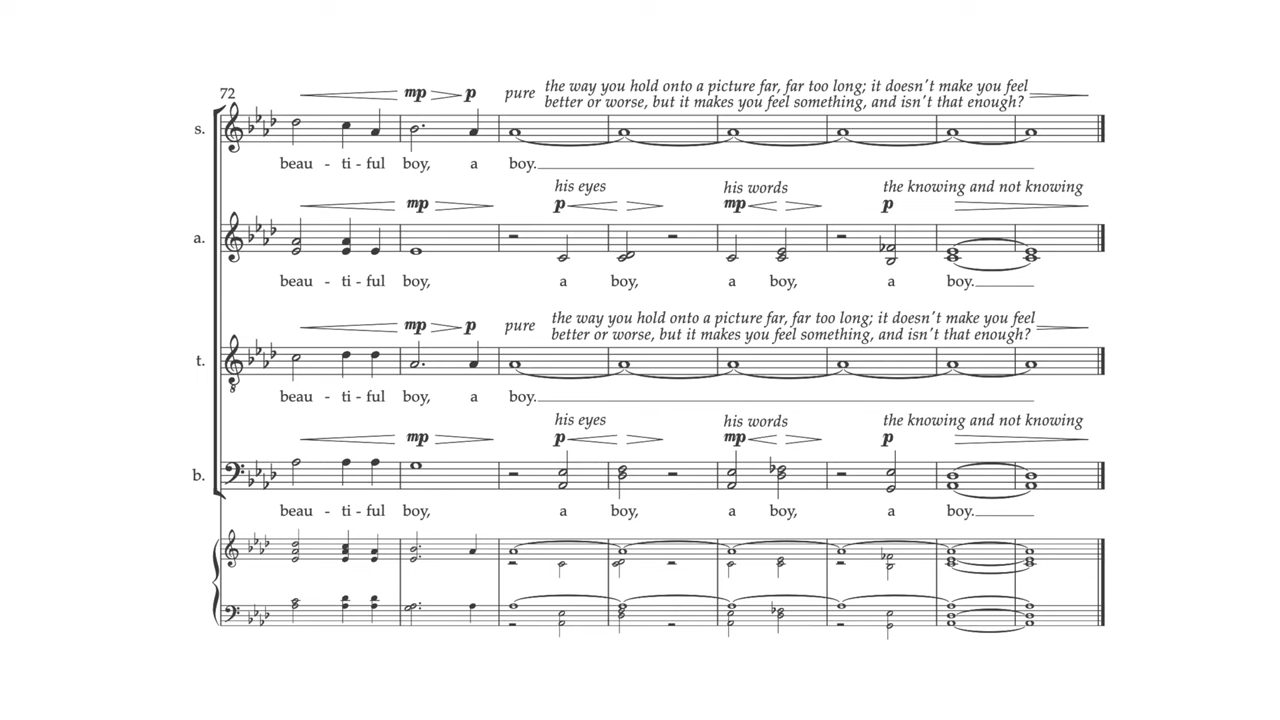 72
mp p pure the way you hold onto a picture far, far too long; it doesn't make you feel
better or worse, but it makes you feel something, and isn't that enough?
s.
beau - ti - ful boy, a boy.
his eyes his words the knowing and not knowing
mp p mp p
a.
beau - ti - ful boy, a boy, a boy, a boy.
mp p pure the way you hold onto a picture far, far too long; it doesn't make you feel
better or worse, but it makes you feel something, and isn't that enough?
t.
8
beau - ti - ful boy, a boy.
his eyes his words the knowing and not knowing
mp p mp p
b.
beau - ti - ful boy, a boy, a boy, a boy.